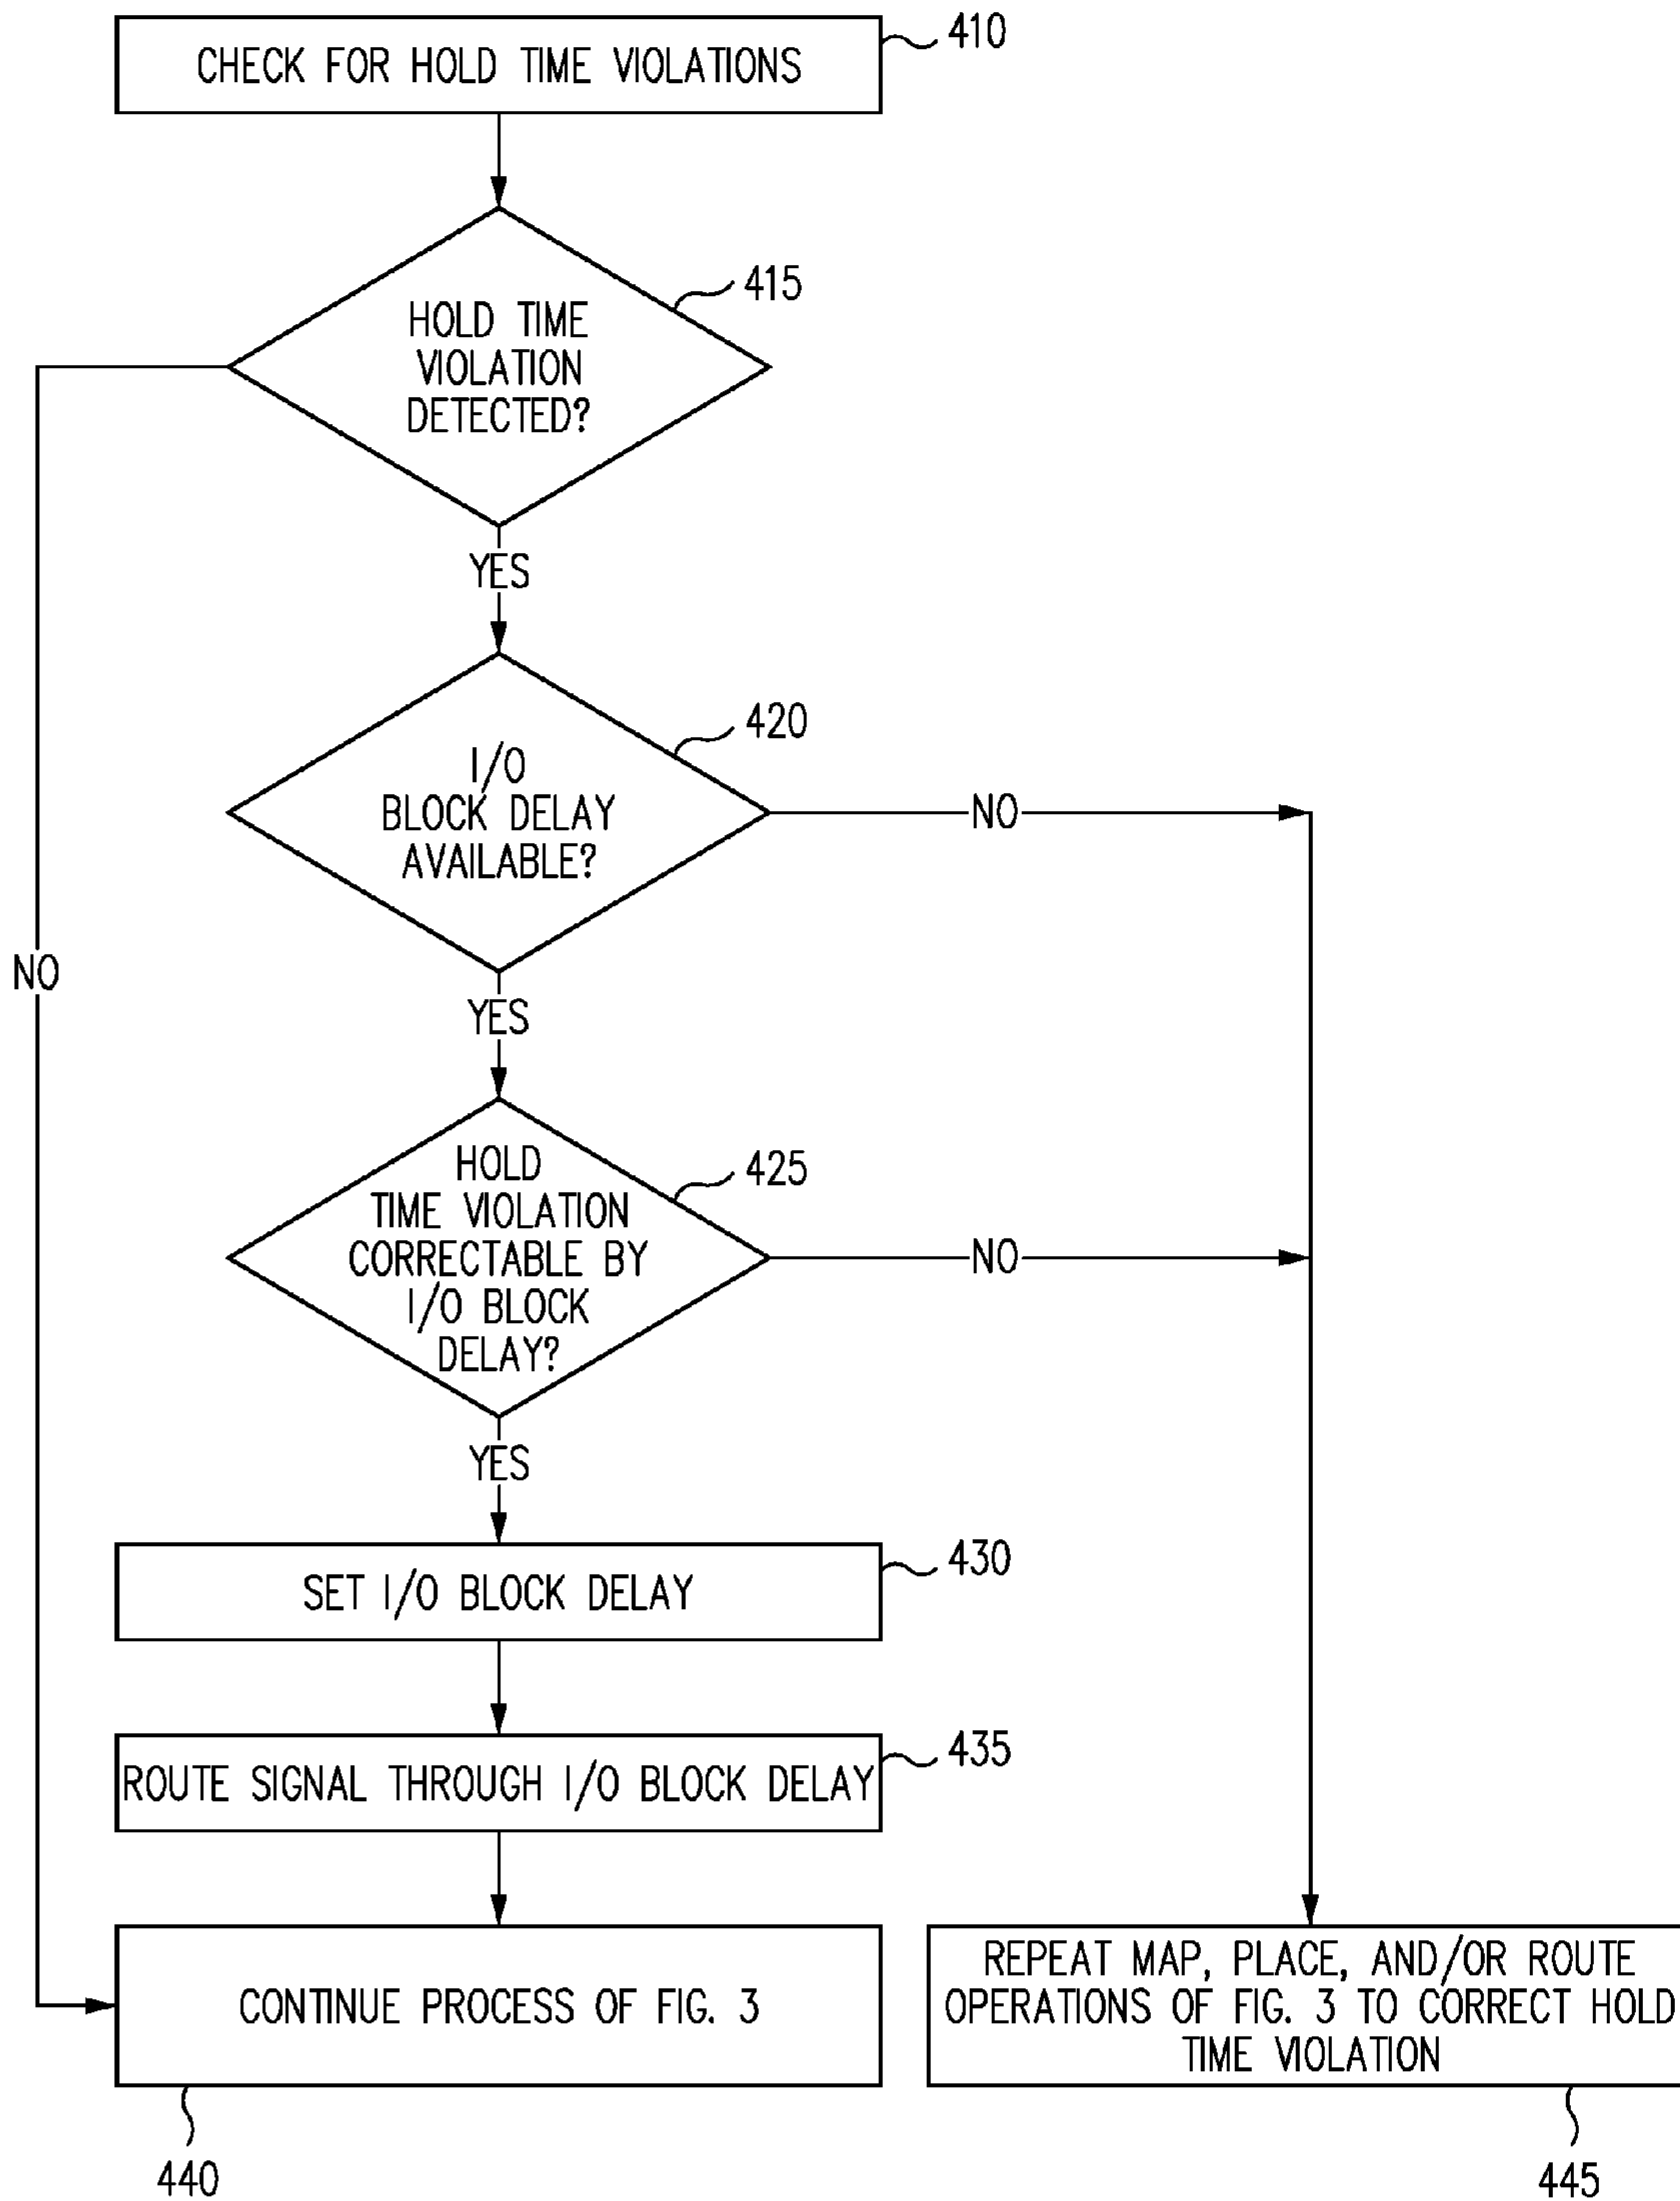 CHECK FOR HOLD TIME VIOLATIONS
410
HOLD TIME
VIOLATION
DETECTED?
415
YES
I/O
BLOCK DELAY
AVAILABLE?
420
NO
NO
YES
HOLD
TIME VIOLATION
CORRECTABLE BY
I/O BLOCK
DELAY?
425
NO
YES
SET I/O BLOCK DELAY
430
ROUTE SIGNAL THROUGH I/O BLOCK DELAY
435
CONTINUE PROCESS OF FIG. 3
440
REPEAT MAP, PLACE, AND/OR ROUTE
OPERATIONS OF FIG. 3 TO CORRECT HOLD
TIME VIOLATION
445